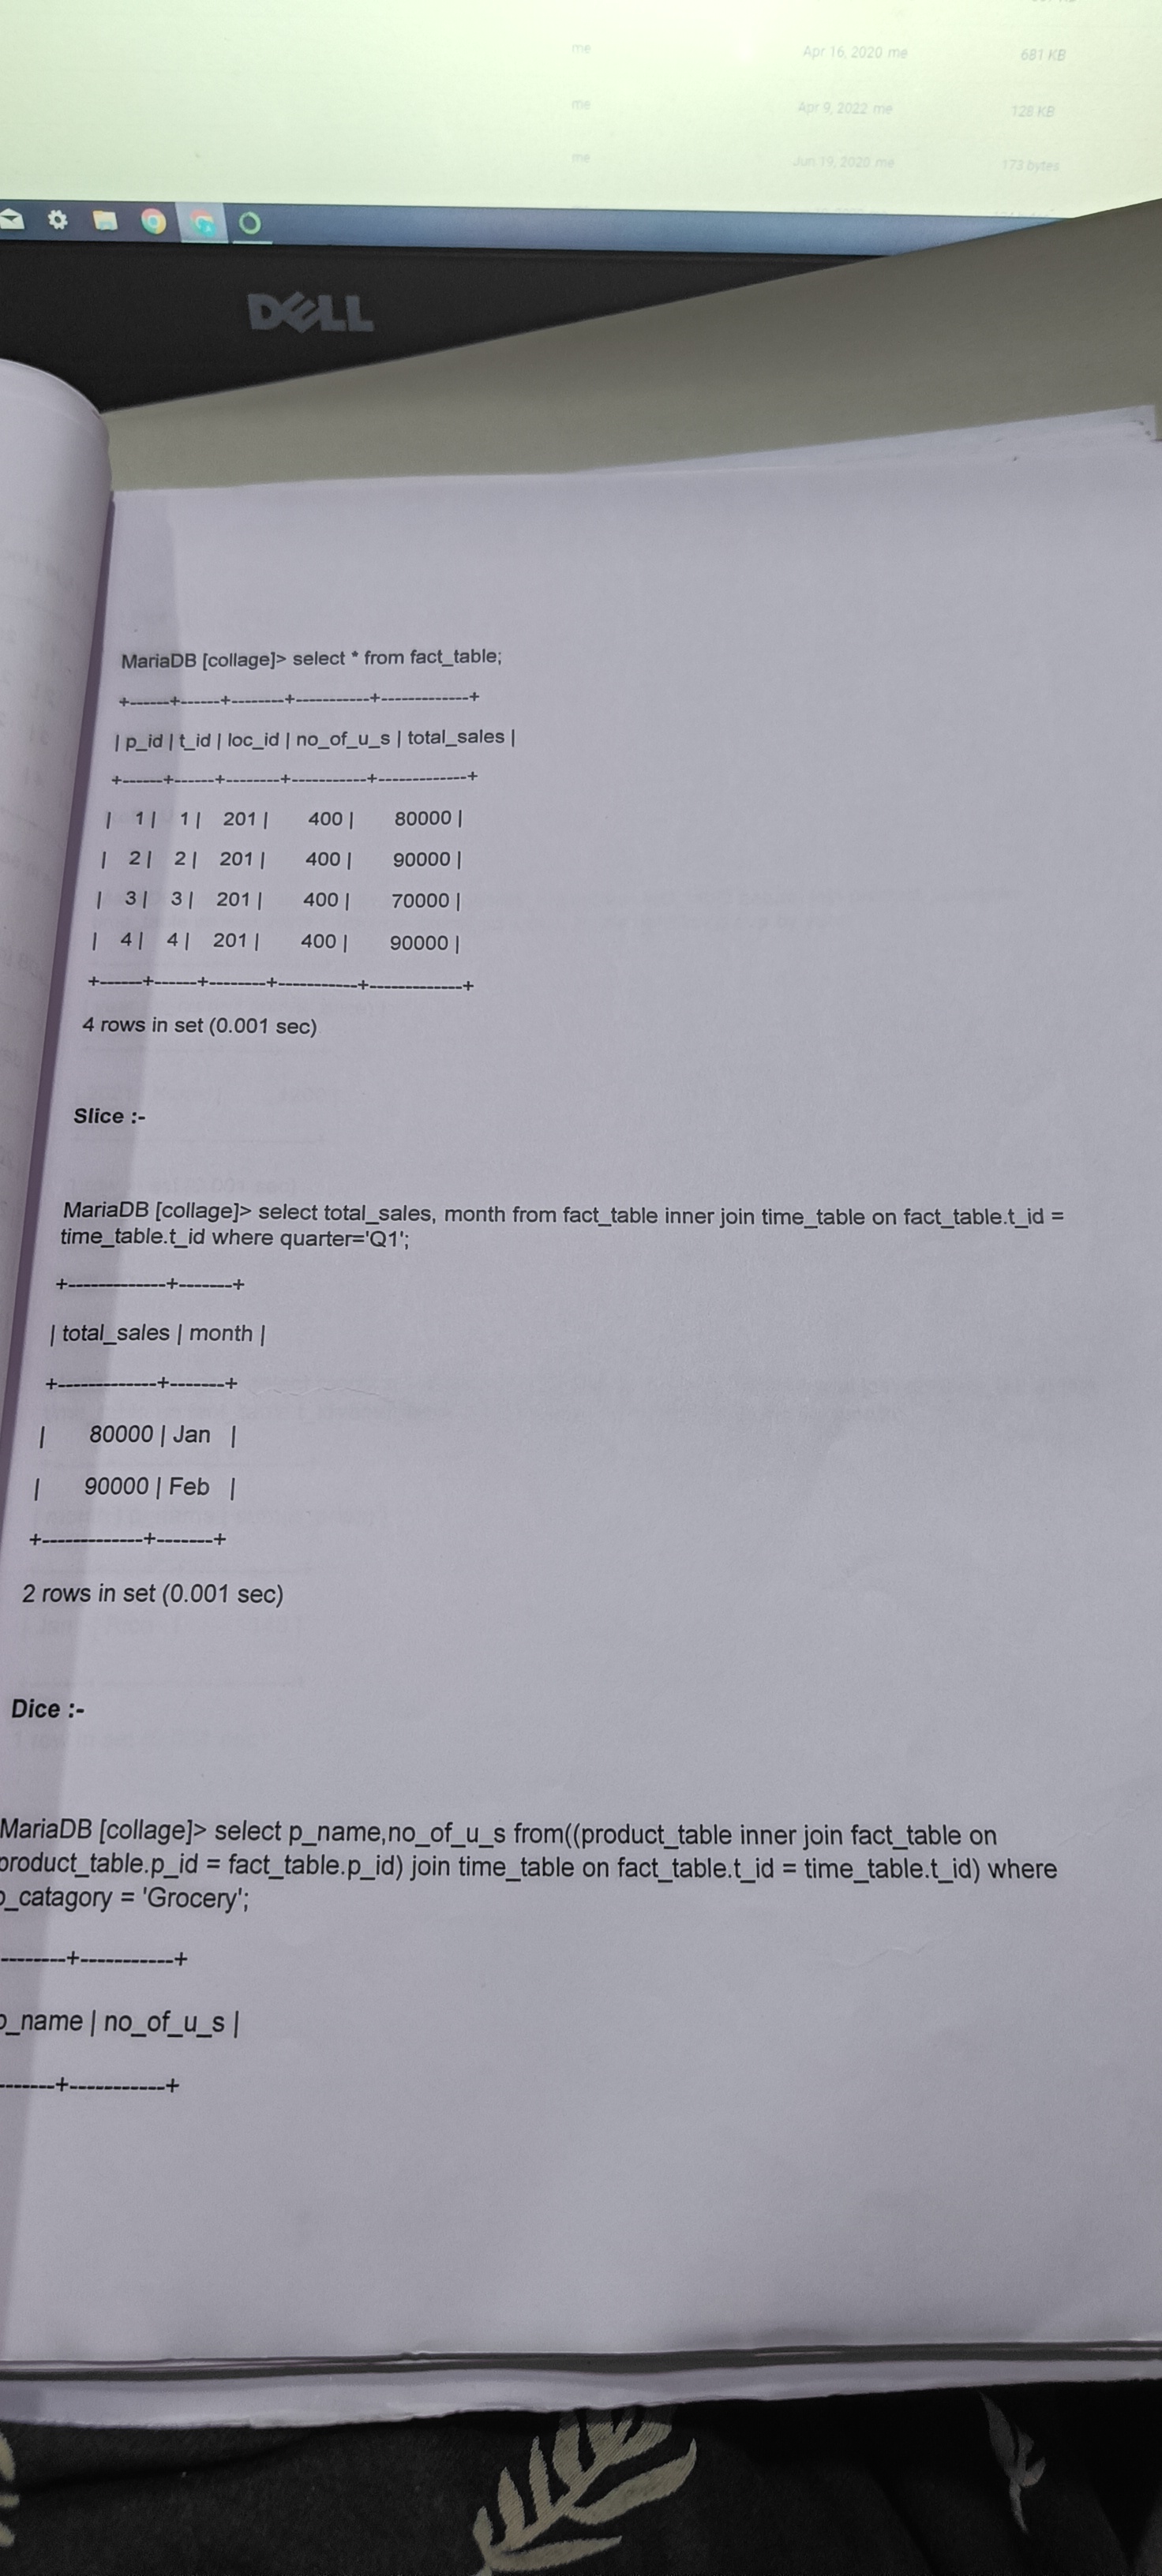 me Apr 16, 2020 me 681 KB
me Apr 9, 2022 me 128 KB
me Jun 19, 2020 me 173 bytes
DELL
MariaDB [collage]> select * from fact_table;
+------+------+--------+-----------+-------------+
| p_id | t_id | loc_id | no_of_u_s | total_sales |
+------+------+--------+-----------+-------------+
| 1 | 1 | 201 | 400 | 80000 |
| 2 | 2 | 201 | 400 | 90000 |
| 3 | 3 | 201 | 400 | 70000 |
| 4 | 4 | 201 | 400 | 90000 |
+------+------+--------+-----------+-------------+
4 rows in set (0.001 sec)
Slice :-
MariaDB [collage]> select total_sales, month from fact_table inner join time_table on fact_table.t_id =
time_table.t_id where quarter='Q1';
+-------------+-------+
| total_sales | month |
+-------------+-------+
| 80000 | Jan |
| 90000 | Feb |
+-------------+-------+
2 rows in set (0.001 sec)
Dice :-
MariaDB [collage]> select p_name,no_of_u_s from((product_table inner join fact_table on
product_table.p_id = fact_table.p_id) join time_table on fact_table.t_id = time_table.t_id) where
p_catagory = 'Grocery';
--------+-----------+
p_name | no_of_u_s |
-------+-----------+